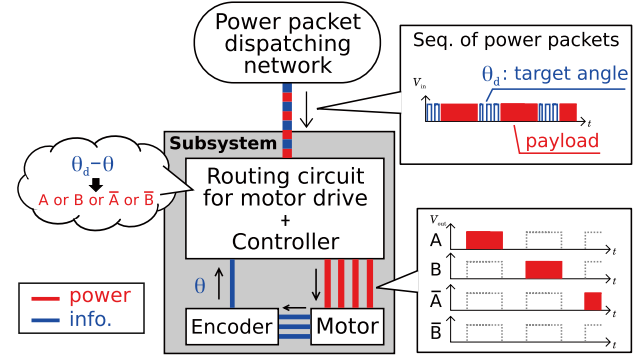 Power packet
dispatching
network
Seq. of power packets
V_in
θ_d: target angle
t
payload
Subsystem
θ_d−θ
A or B or A̅ or B̅
Routing circuit
for motor drive
+
Controller
θ
Encoder
Motor
power
info.
V_out
A
t
B
t
A̅
t
B̅
t